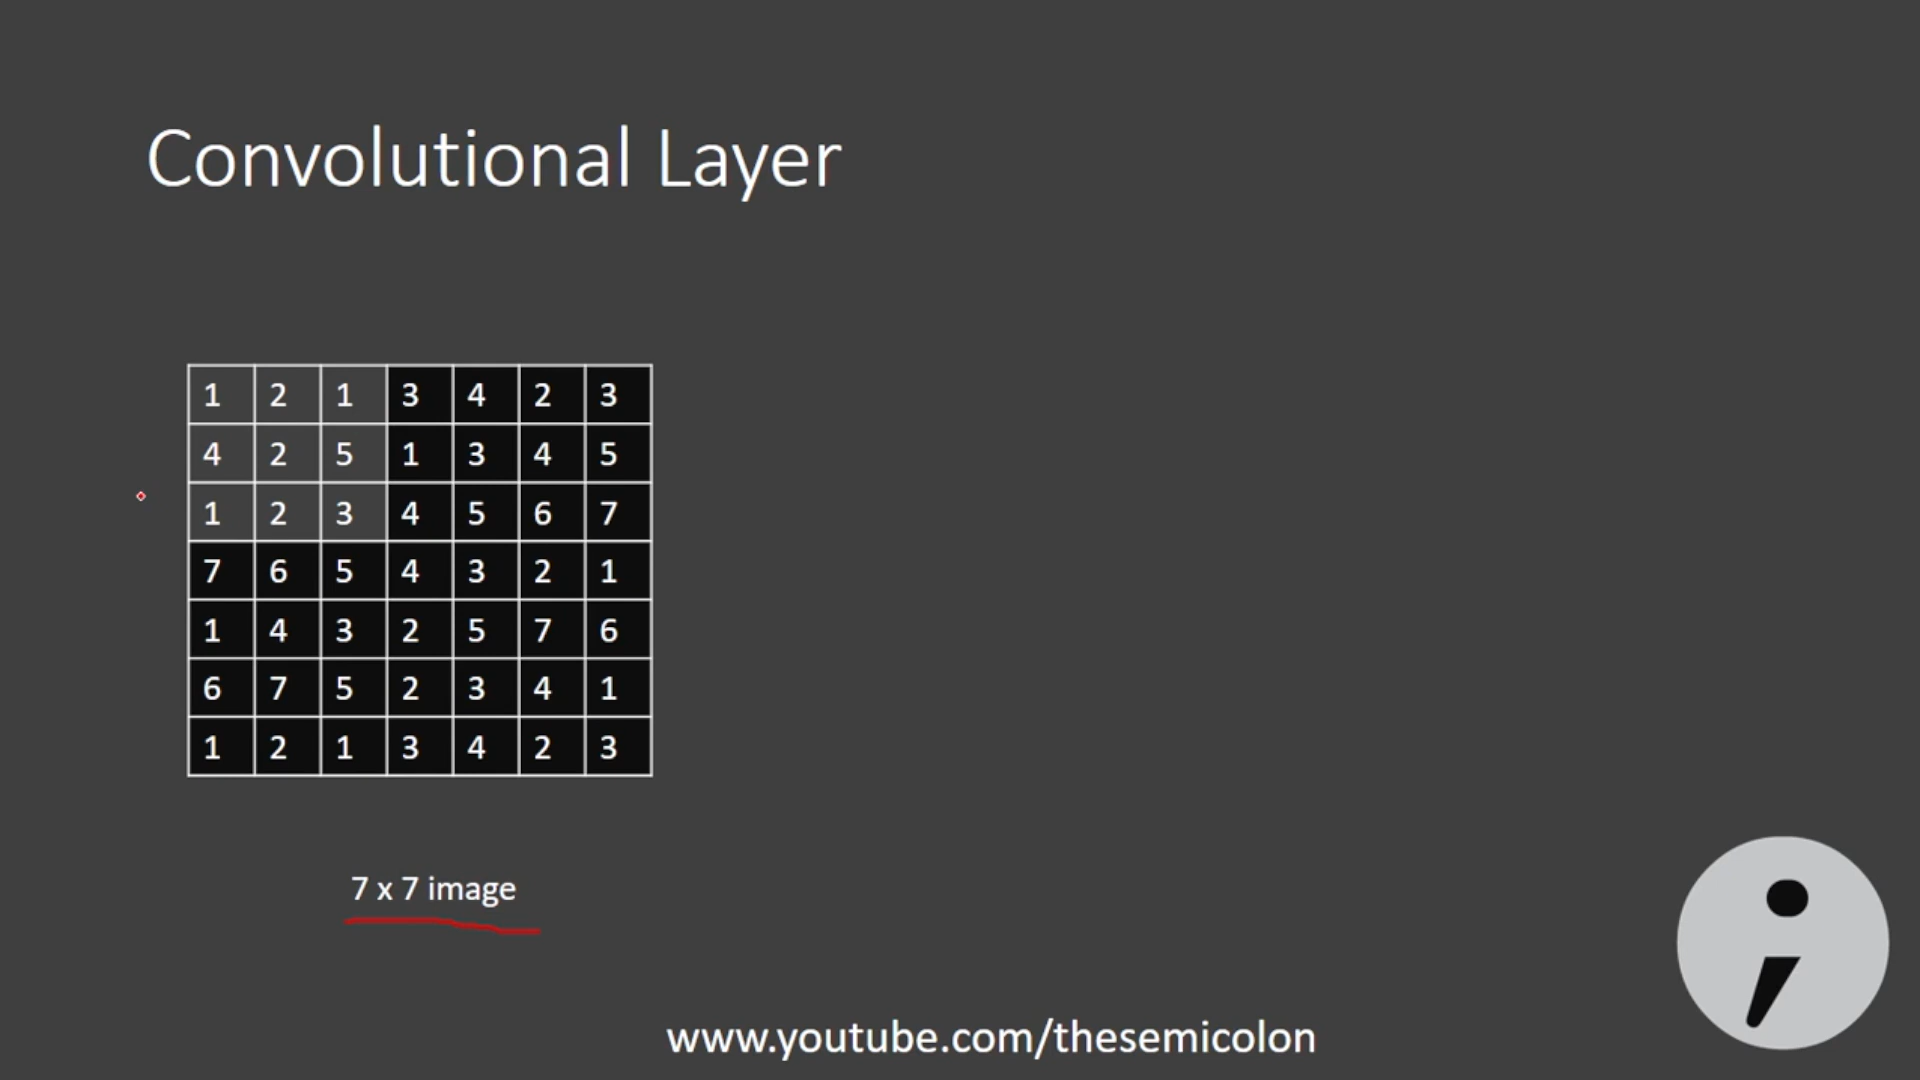 Convolutional Layer
1 2 1 3 4 2 3
4 2 5 1 3 4 5
1 2 3 4 5 6 7
7 6 5 4 3 2 1
1 4 3 2 5 7 6
6 7 5 2 3 4 1
1 2 1 3 4 2 3
7 x 7 image
www.youtube.com/thesemicolon